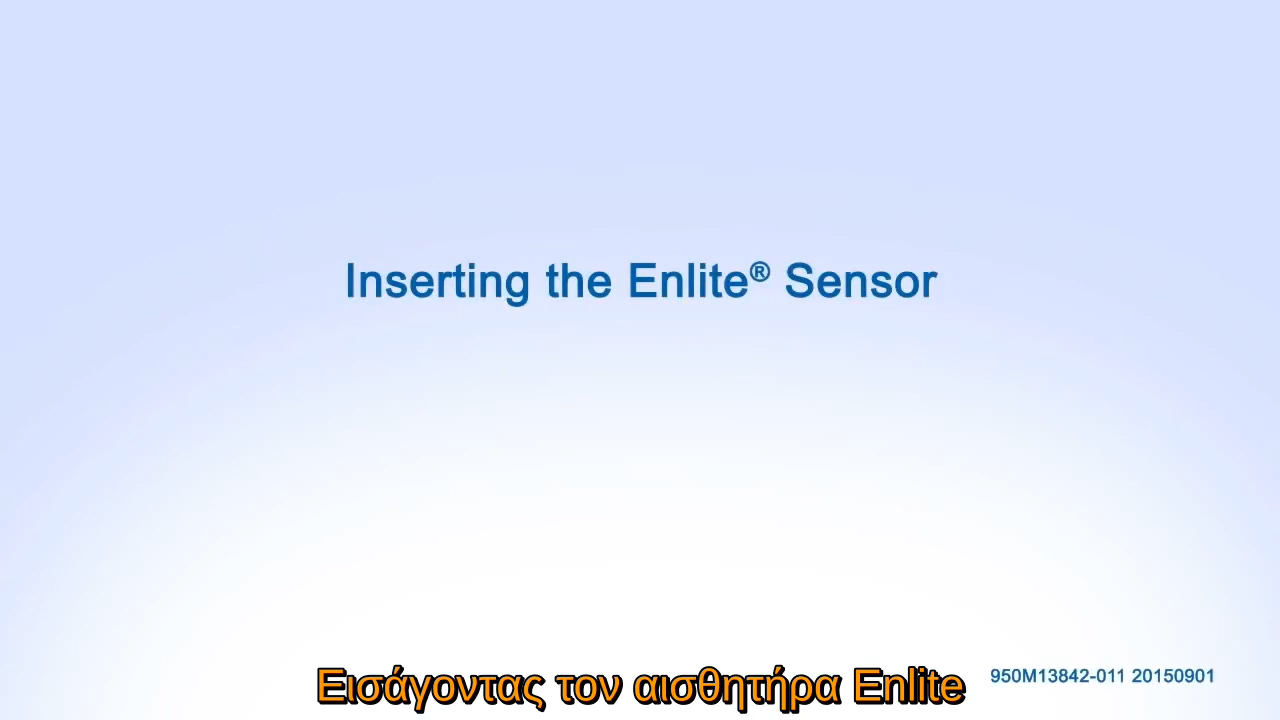 Inserting the Enlite® Sensor
Εισάγοντας τον αισθητήρα Enlite
950M13842-011 20150901